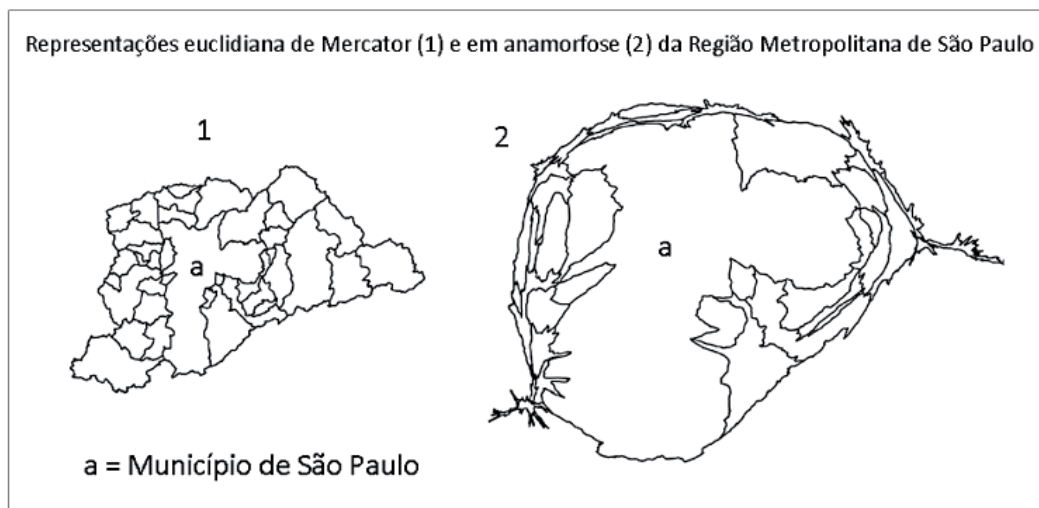 Representações euclidiana de Mercator (1) e em anamorfose (2) da Região Metropolitana de São Paulo
1
2
a
a
a = Município de São Paulo